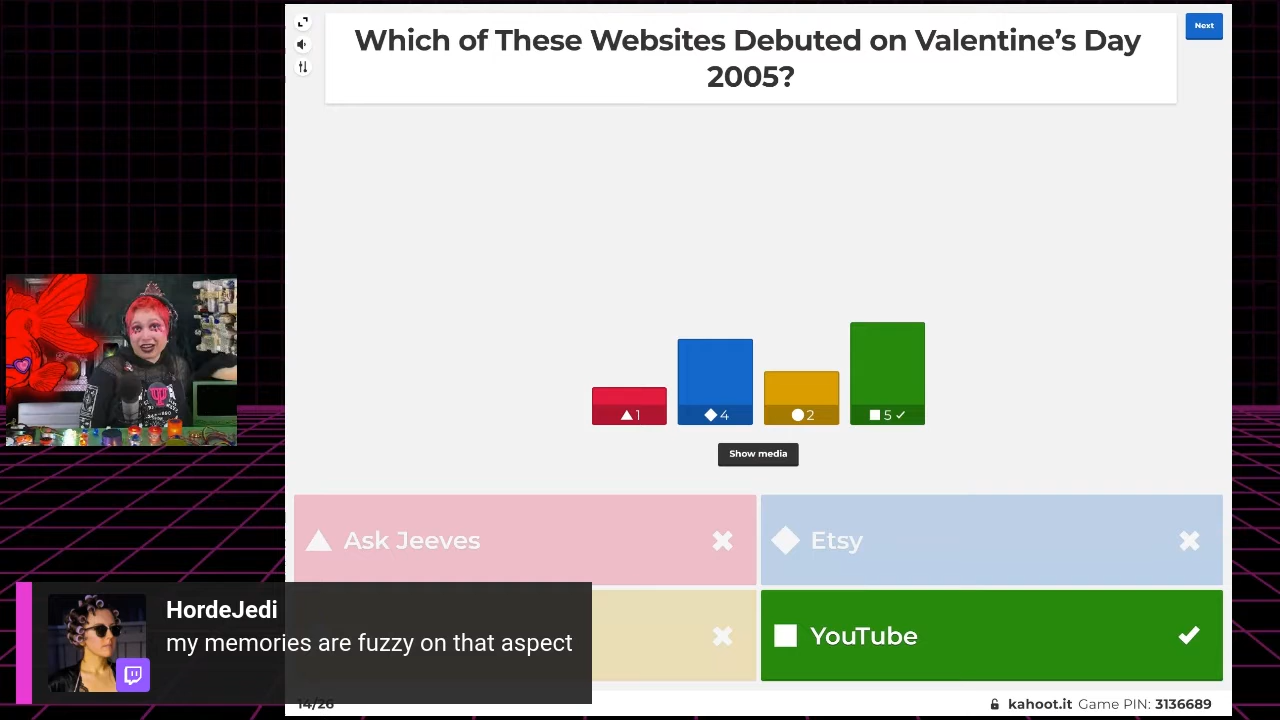 Which of These Websites Debuted on Valentine’s Day
2005?
Next
1
4
2
5
Show media
Ask Jeeves
Etsy
YouTube
HordeJedi
my memories are fuzzy on that aspect
14/26
kahoot.it Game PIN: 3136689